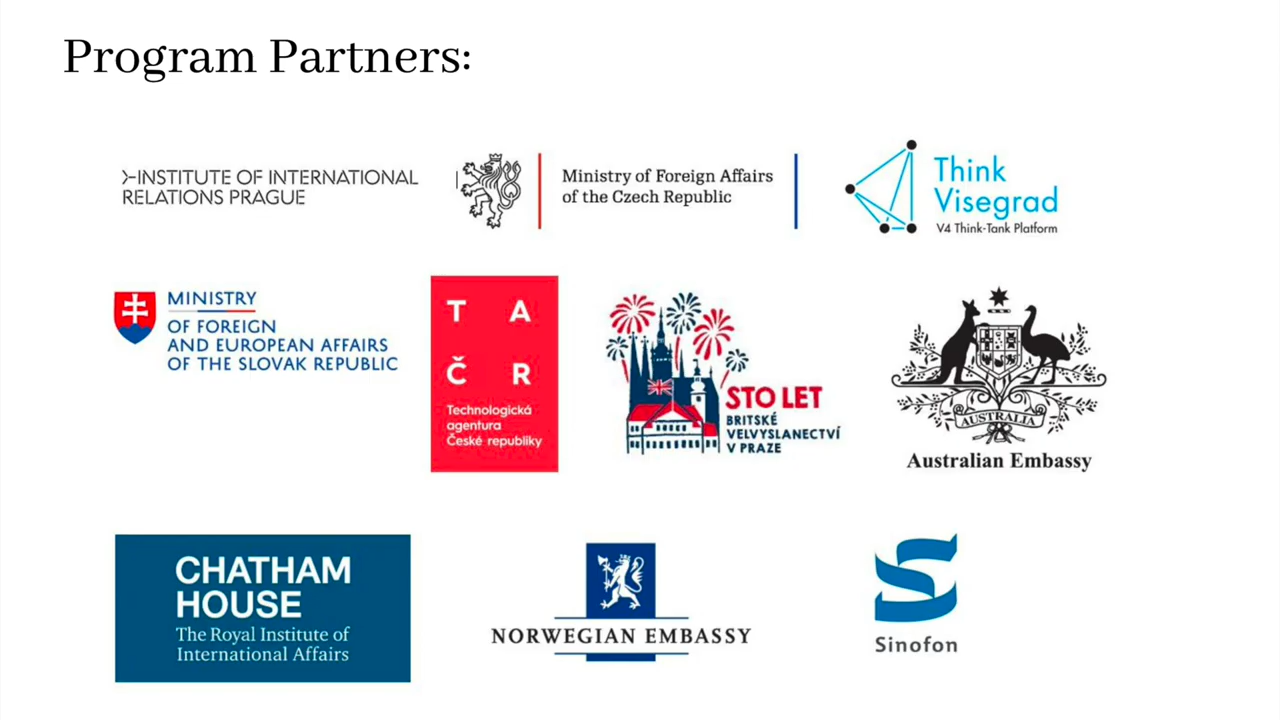 Program Partners:
>-INSTITUTE OF INTERNATIONAL
RELATIONS PRAGUE
Ministry of Foreign Affairs
of the Czech Republic
Think
Visegrad
V4 Think-Tank Platform
MINISTRY
OF FOREIGN
AND EUROPEAN AFFAIRS
OF THE SLOVAK REPUBLIC
T A
Č R
Technologická
agentura
České republiky
STO LET
BRITSKÉ
VELVYSLANECTVÍ
V PRAZE
AUSTRALIA
Australian Embassy
CHATHAM
HOUSE
The Royal Institute of
International Affairs
NORWEGIAN EMBASSY
Sinofon